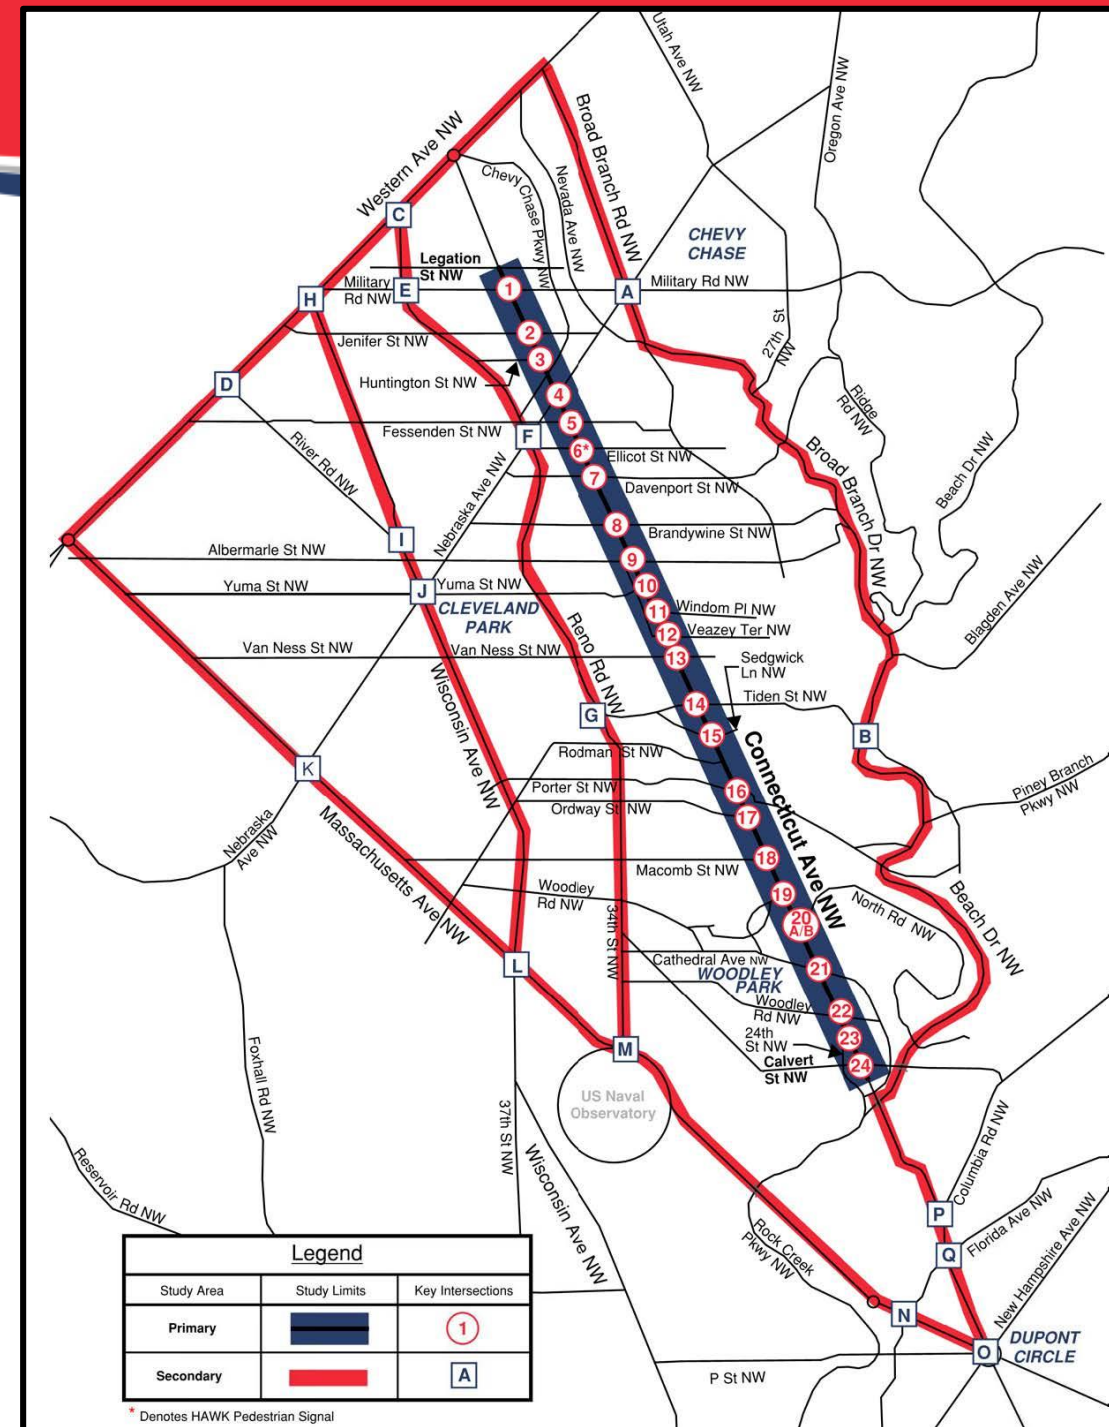 Utah Ave NW
Oregon Ave NW
Broad Branch Rd NW
Western Ave NW
Chevy Chase Pkwy NW
Nevada Ave NW
C
CHEVY
CHASE
Legation
St NW
Military
Rd NW
E
1
A
Military Rd NW
H
2
Jenifer St NW
27th St
NW
3
Huntington St NW
D
4
Ridge
Rd NW
5
Fessenden St NW
F
6*
Ellicot St NW
River Rd NW
7
Davenport St NW
Broad Branch Dr NW
Beach Dr NW
Nebraska Ave NW
8
Brandywine St NW
I
Albermarle St NW
9
Yuma St NW
J
Yuma St NW
10
CLEVELAND
PARK
11
Windom Pl NW
12
Veazey Ter NW
Blagden Ave NW
Van Ness St NW
Van Ness St NW
13
Sedgwick
Ln NW
Reno Rd NW
Wisconsin Ave NW
14
Tiden St NW
G
15
B
Connecticut Ave NW
Rodman St NW
K
Porter St NW
16
Piney Branch
Pkwy NW
Ordway St NW
17
Nebraska
Ave NW
Massachusetts Ave NW
Macomb St NW
18
Woodley
Rd NW
19
34th St NW
20
A/B
North Rd NW
Beach Dr NW
L
Cathedral Ave NW
21
WOODLEY
PARK
Woodley
Rd NW
22
24th
St NW
23
M
Calvert
St NW
24
Foxhall Rd NW
US Naval
Observatory
37th St NW
Wisconsin Ave NW
Columbia Rd NW
Reservoir Rd NW
P
Rock Creek
Pkwy NW
Q
Florida Ave NW
New Hampshire Ave NW
N
O
DUPONT
CIRCLE
P St NW
Legend
Study Area
Study Limits
Key Intersections
Primary
1
Secondary
A
* Denotes HAWK Pedestrian Signal